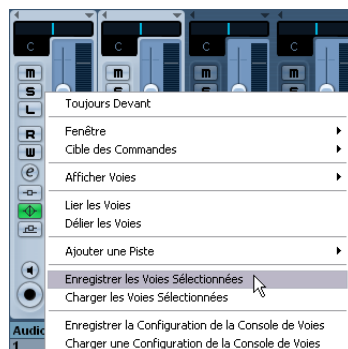 C C C C
m m m m
S S S S
L Toujours Devant
R Fenêtre
W Cible des Commandes
e Afficher Voies
Lier les Voies
Délier les Voies
Ajouter une Piste
Enregistrer les Voies Sélectionnées
Charger les Voies Sélectionnées
Audio Enregistrer la Configuration de la Console de Voies
1 Charger une Configuration de la Console de Voies